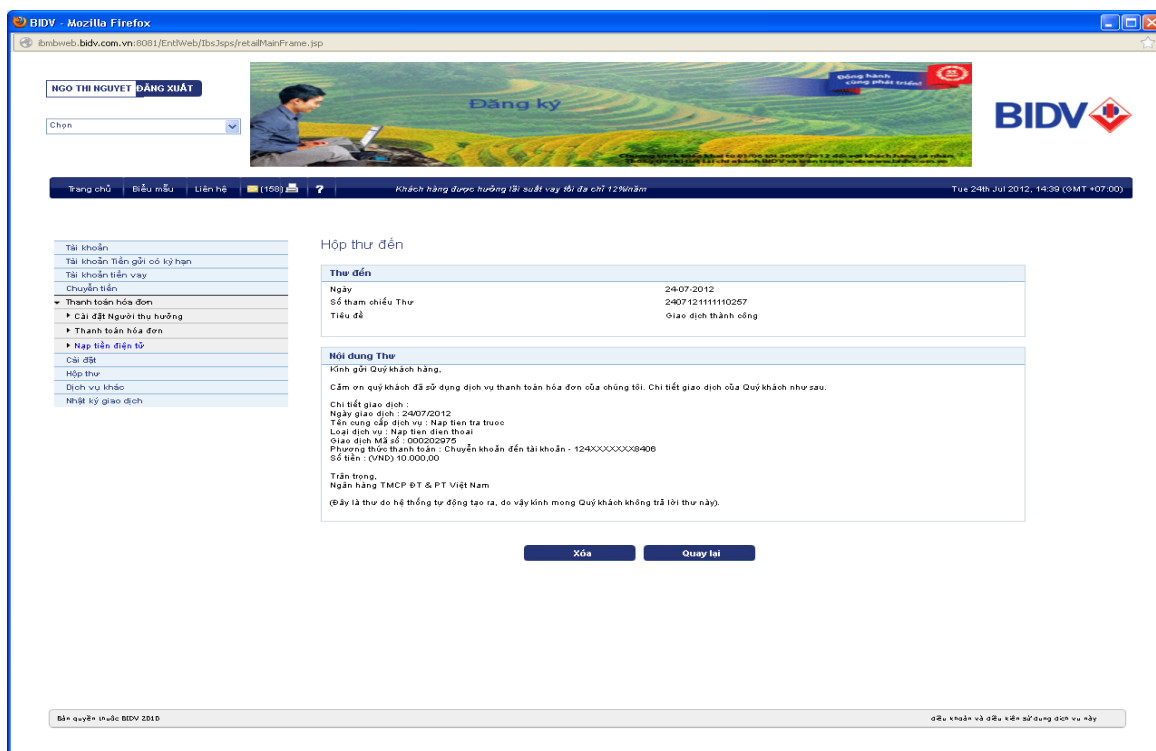 BIDV - Mozilla Firefox
ibmbweb.bidv.com.vn:8081/EntlWeb/IbsJsps/retailMainFrame.jsp
NGO THI NGUYET ĐĂNG XUẤT
Chọn
Đăng ký
Đồng hành
cùng phát triển!
BIDV
Trang chủ Biểu mẫu Liên hệ (158) ? Khách hàng được hưởng lãi suất vay tối đa chỉ 12%/năm Tue 24th Jul 2012, 14:39 (GMT +07:00)
Tài khoản
Tài khoản Tiền gửi có kỳ hạn
Tài khoản tiền vay
Chuyển tiền
Thanh toán hóa đơn
Cài đặt Người thụ hưởng
Thanh toán hóa đơn
Nạp tiền điện tử
Cài đặt
Hộp thư
Dịch vụ khác
Nhật ký giao dịch
Hộp thư đến
Thư đến
Ngày 24-07-2012
Số tham chiếu Thư 2407121111110257
Tiêu đề Giao dịch thành công
Nội dung Thư
Kính gửi Quý khách hàng,
Cảm ơn quý khách đã sử dụng dịch vụ thanh toán hóa đơn của chúng tôi. Chi tiết giao dịch của Quý khách như sau.
Chi tiết giao dịch :
Ngày giao dịch : 24/07/2012
Tên cung cấp dịch vụ : Nap tien tra truoc
Loại dịch vụ : Nap tien dien thoai
Giao dịch Mã số : 000202975
Phương thức thanh toán : Chuyển khoản đến tài khoản - 124XXXXXXX8406
Số tiền : (VND) 10.000,00
Trân trọng,
Ngân hàng TMCP ĐT & PT Việt Nam
(Đây là thư do hệ thống tự động tạo ra, do vậy kính mong Quý khách không trả lời thư này).
Xóa Quay lại
Bản quyền thuộc BIDV 2010 điều khoản và điều kiện sử dụng dịch vụ này